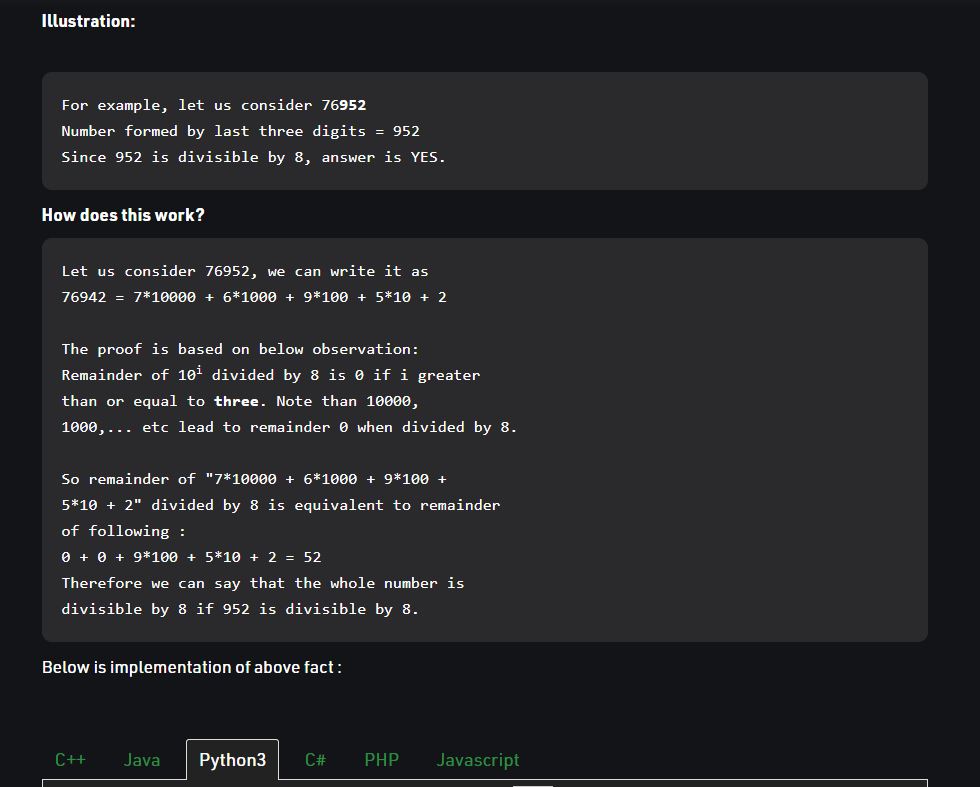 Illustration:
For example, let us consider 76952
Number formed by last three digits = 952
Since 952 is divisible by 8, answer is YES.
How does this work?
Let us consider 76952, we can write it as
76942 = 7*10000 + 6*1000 + 9*100 + 5*10 + 2
The proof is based on below observation:
Remainder of 10ⁱ divided by 8 is 0 if i greater
than or equal to three. Note than 10000,
1000,... etc lead to remainder 0 when divided by 8.
So remainder of "7*10000 + 6*1000 + 9*100 +
5*10 + 2" divided by 8 is equivalent to remainder
of following :
0 + 0 + 9*100 + 5*10 + 2 = 52
Therefore we can say that the whole number is
divisible by 8 if 952 is divisible by 8.
Below is implementation of above fact :
C++ Java Python3 C# PHP Javascript